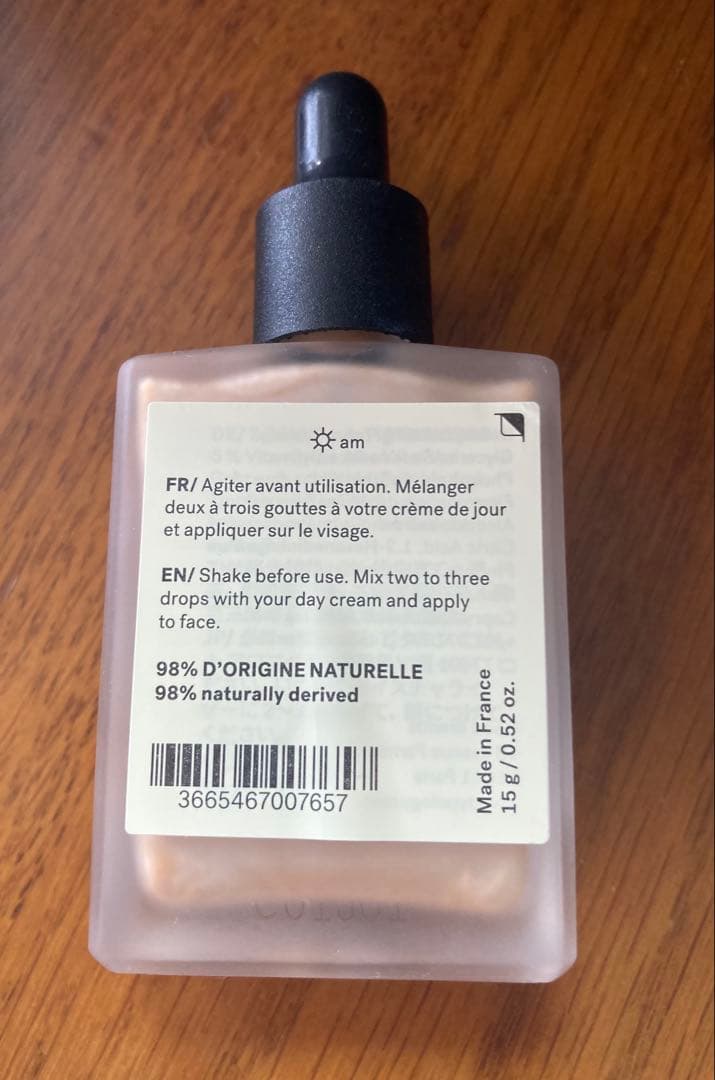 am
FR/ Agiter avant utilisation. Mélanger
deux à trois gouttes à votre crème de jour
et appliquer sur le visage.
EN/ Shake before use. Mix two to three
drops with your day cream and apply
to face.
98% D'ORIGINE NATURELLE
98% naturally derived
3665467007657
Made in France
15 g / 0.52 oz.